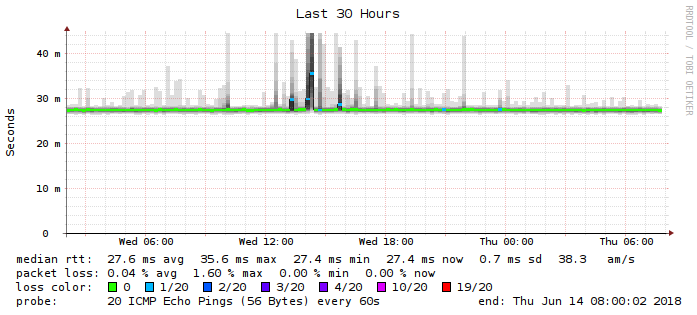 Last 30 Hours
RRDTOOL / TOBI OETIKER
Seconds
40 m
30 m
20 m
10 m
0
Wed 06:00 Wed 12:00 Wed 18:00 Thu 00:00 Thu 06:00
median rtt: 27.6 ms avg 35.6 ms max 27.4 ms min 27.4 ms now 0.7 ms sd 38.3 am/s
packet loss: 0.04 % avg 1.60 % max 0.00 % min 0.00 % now
loss color: 0 1/20 2/20 3/20 4/20 10/20 19/20
probe: 20 ICMP Echo Pings (56 Bytes) every 60s end: Thu Jun 14 08:00:02 2018